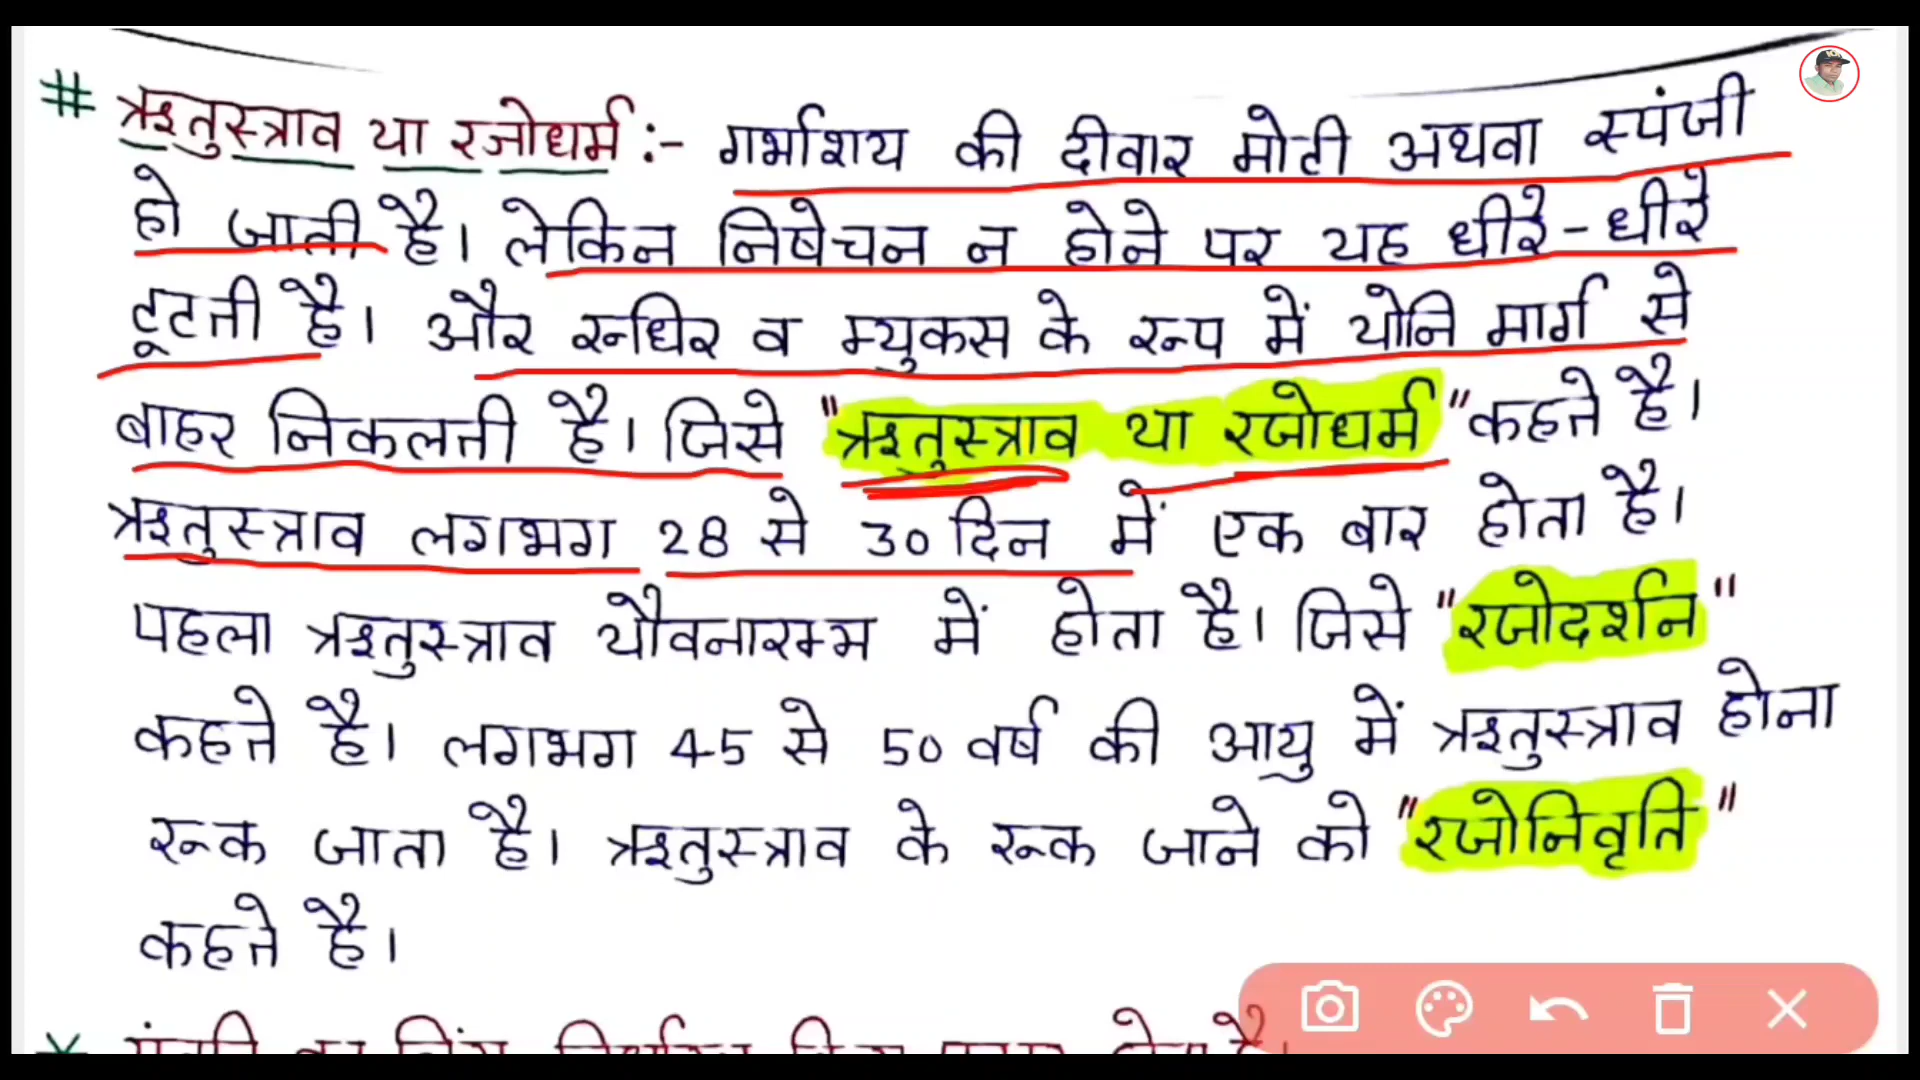 # ऋतुस्त्राव या रजोधर्म :- गर्भाशय की दीवार मोटी अथवा स्पंजी
हो जाती है। लेकिन निषेचन न होने पर यह धीरे-धीरे
टूटती है। और रूधिर व म्युकस के रूप में योनि मार्ग से
बाहर निकलती है। जिसे "ऋतुस्त्राव या रजोधर्म" कहते है।
ऋतुस्त्राव लगभग 28 से 30 दिन में एक बार होता है।
पहला ऋतुस्त्राव यौवनारम्भ में होता है। जिसे "रजोदर्शन"
कहते है। लगभग 45 से 50 वर्ष की आयु में ऋतुस्त्राव होना
रूक जाता है। ऋतुस्त्राव के रूक जाने को "रजोनिवृति"
कहते है।